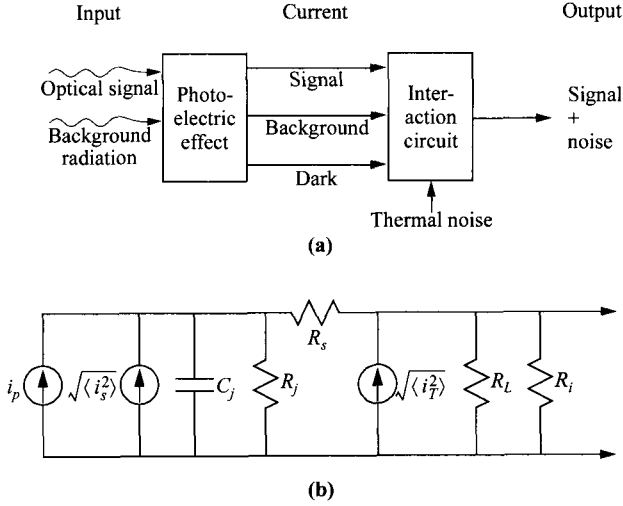 Input Current Output
Optical signal
Background
radiation
Photo-
electric
effect
Signal
Background
Dark
Inter-
action
circuit
Signal
+
noise
Thermal noise
(a)
i_p √⟨i_s^2⟩ C_j R_j R_s √⟨i_T^2⟩ R_L R_i
(b)